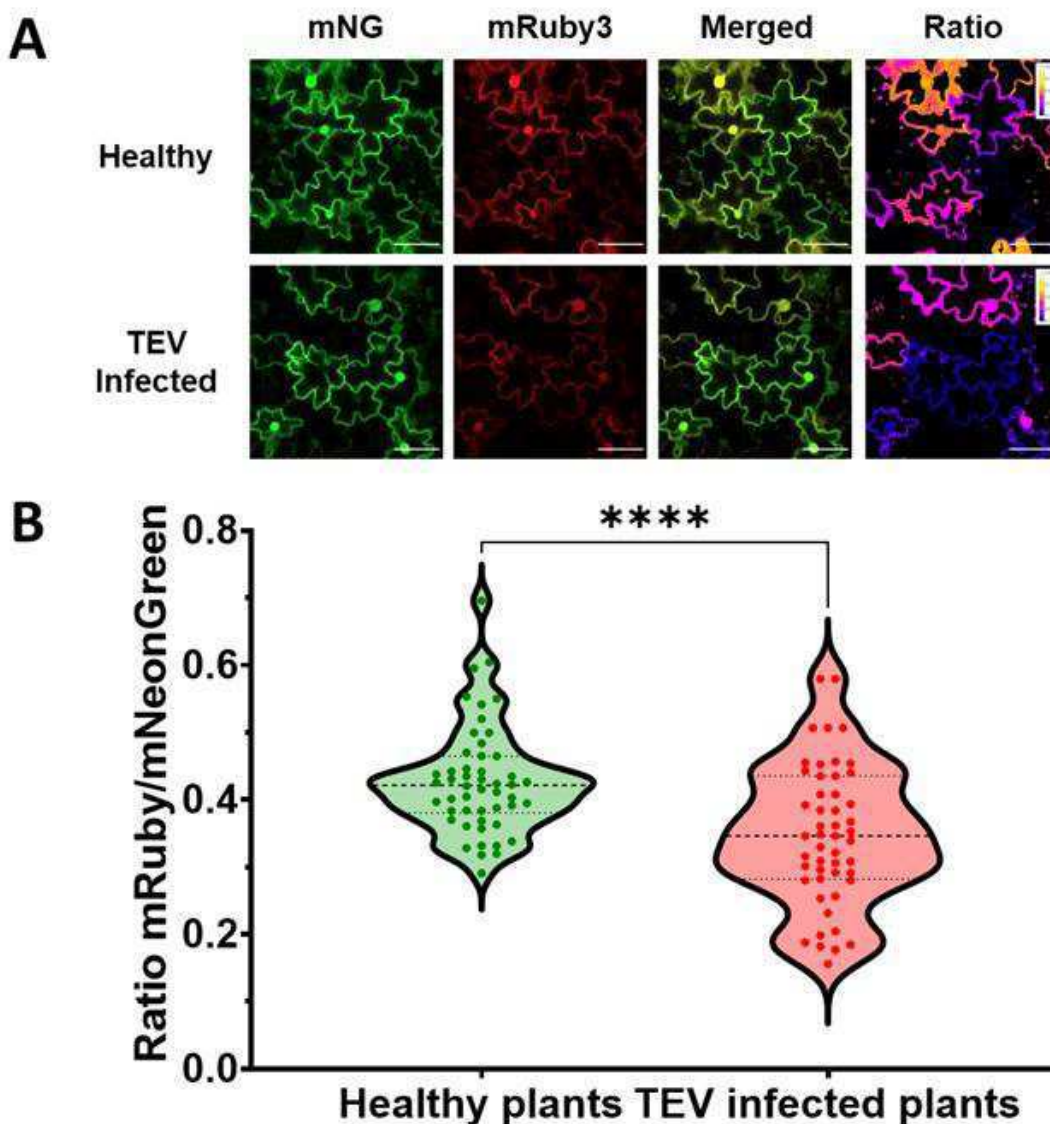 A
mNG mRuby3 Merged Ratio
Healthy
TEV
Infected
B
Ratio mRuby/mNeonGreen
****
0.8
0.6
0.4
0.2
0.0
Healthy plants TEV infected plants